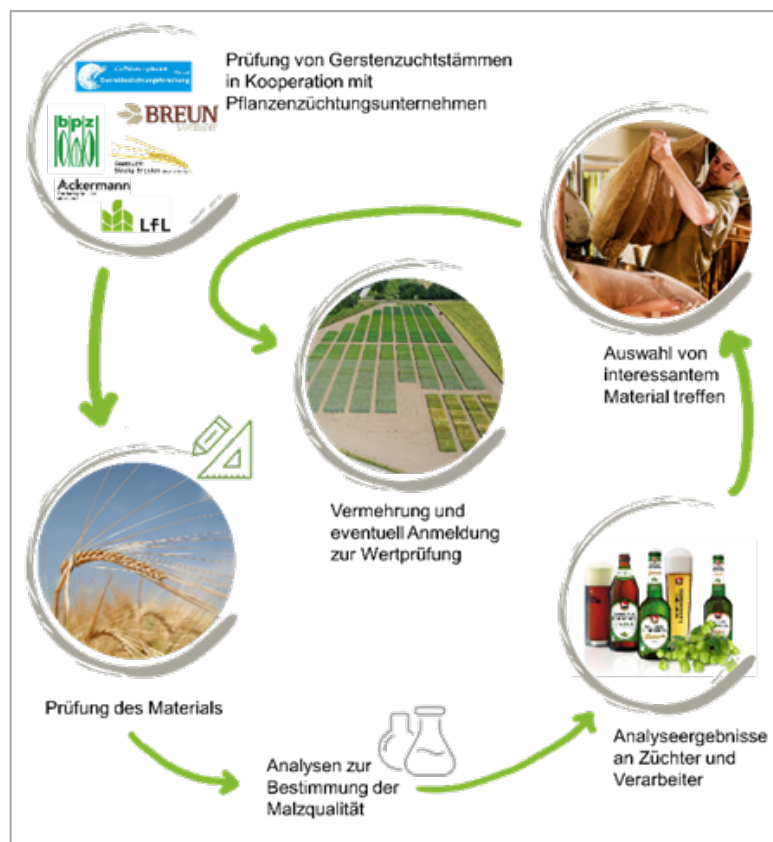 Prüfung von Gerstenzuchtstämmen
in Kooperation mit
Pflanzenzüchtungsunternehmen
BREUN
b|p|z
Ackermann
LfL
Auswahl von
interessantem
Material treffen
Vermehrung und
eventuell Anmeldung
zur Wertprüfung
Prüfung des Materials
Analysen zur
Bestimmung der
Malzqualität
Analyseergebnisse
an Züchter und
Verarbeiter